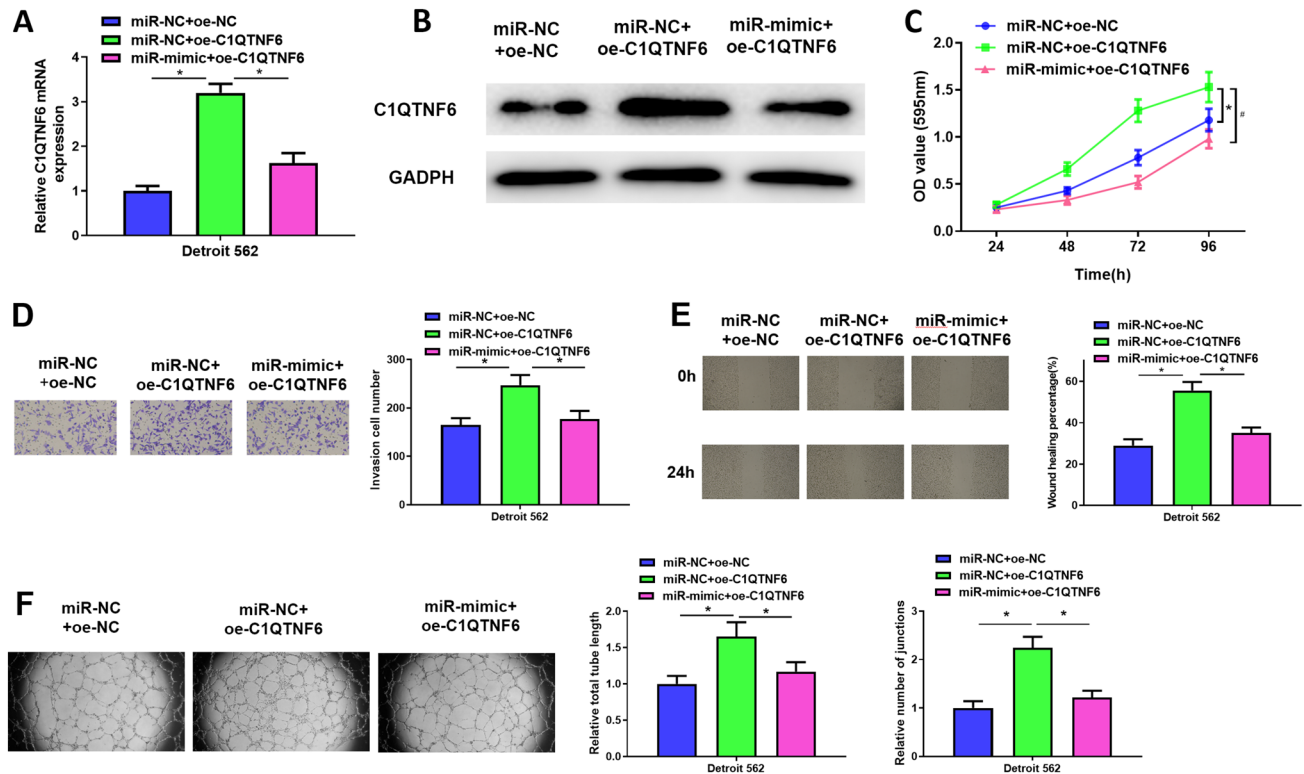 A
miR-NC+oe-NC
miR-NC+oe-C1QTNF6
miR-mimic+oe-C1QTNF6
Relative C1QTNF6 mRNA
expression
4
3
2
1
0
*
*
Detroit 562
B
miR-NC
+oe-NC
miR-NC+
oe-C1QTNF6
miR-mimic+
oe-C1QTNF6
C1QTNF6
GADPH
C
miR-NC+oe-NC
miR-NC+oe-C1QTNF6
miR-mimic+oe-C1QTNF6
OD value (595nm)
2.0
1.5
1.0
0.5
0.0
*
#
24
48
72
96
Time(h)
D
miR-NC
+oe-NC
miR-NC+
oe-C1QTNF6
miR-mimic+
oe-C1QTNF6
miR-NC+oe-NC
miR-NC+oe-C1QTNF6
miR-mimic+oe-C1QTNF6
Invasion cell number
300
200
100
0
*
*
Detroit 562
E
miR-NC
+oe-NC
miR-NC+
oe-C1QTNF6
miR-mimic+
oe-C1QTNF6
0h
24h
miR-NC+oe-NC
miR-NC+oe-C1QTNF6
miR-mimic+oe-C1QTNF6
Wound healing percentage(%)
60
40
20
0
*
*
Detroit 562
F
miR-NC
+oe-NC
miR-NC+
oe-C1QTNF6
miR-mimic+
oe-C1QTNF6
miR-NC+oe-NC
miR-NC+oe-C1QTNF6
miR-mimic+oe-C1QTNF6
Relative total tube length
2.0
1.5
1.0
0.5
0.0
*
*
Detroit 562
miR-NC+oe-NC
miR-NC+oe-C1QTNF6
miR-mimic+oe-C1QTNF6
Relative number of junctions
3
2
1
0
*
*
Detroit 562